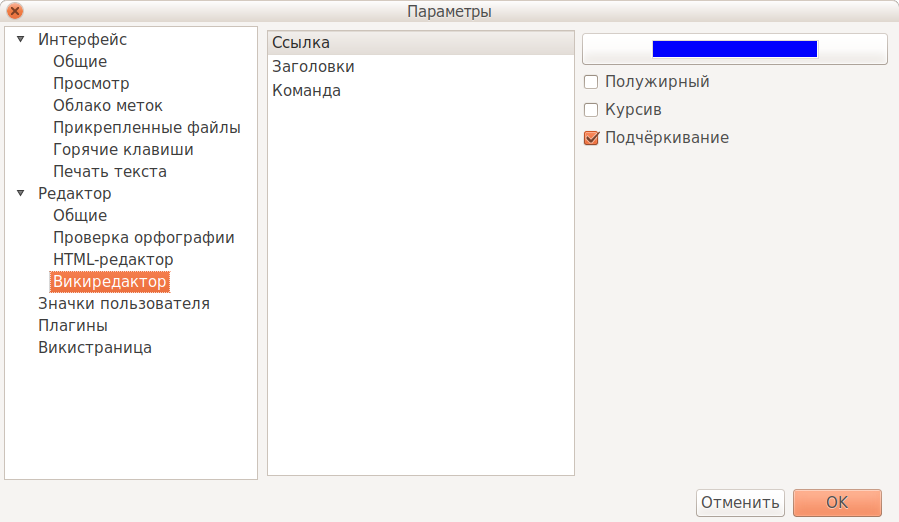 Параметры
Интерфейс
Общие
Просмотр
Облако меток
Прикрепленные файлы
Горячие клавиши
Печать текста
Редактор
Общие
Проверка орфографии
HTML-редактор
Викиредактор
Значки пользователя
Плагины
Викистраница
Ссылка
Заголовки
Команда
Полужирный
Курсив
Подчёркивание
Отменить
OK